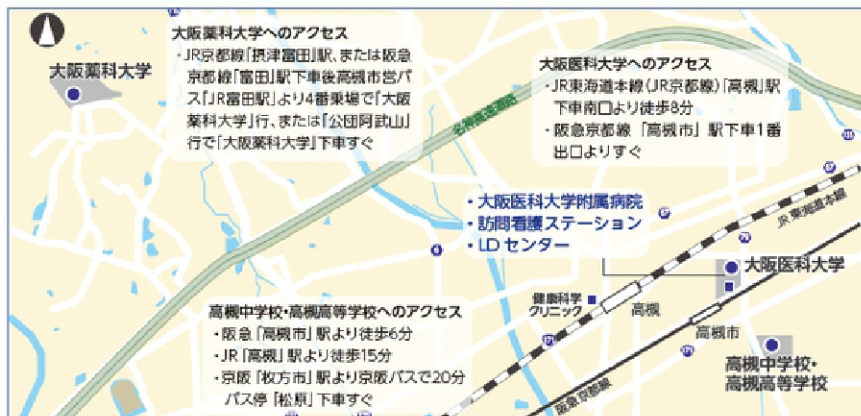 大阪薬科大学へのアクセス
・JR京都線「摂津富田」駅、または阪急
京都線「富田」駅下車後高槻市営バ
ス「JR富田駅」より4番乗場で「大阪
薬科大学」行、または「公団阿武山」
行で「大阪薬科大学」下車すぐ
大阪薬科大学
大阪医科大学へのアクセス
・JR東海道本線(JR京都線)「高槻」駅
下車南口より徒歩8分
・阪急京都線「高槻市」駅下車1番
出口よりすぐ
名神高速道路
・大阪医科大学附属病院
・訪問看護ステーション
・LDセンター
JR東海道本線
大阪医科大学
健康科学
クリニック
高槻
高槻市
高槻中学校・高槻高等学校へのアクセス
・阪急「高槻市」駅より徒歩6分
・JR「高槻」駅より徒歩15分
・京阪「枚方市」駅より京阪バスで20分
バス停「松原」下車すぐ
阪急京都線
高槻中学校・
高槻高等学校
171